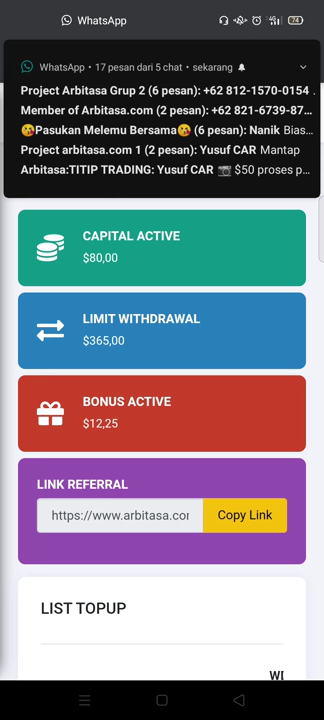 WhatsApp
74
WhatsApp • 17 pesan dari 5 chat • sekarang
Project Arbitasa Grup 2 (6 pesan): +62 812-1570-0154 .
Member of Arbitasa.com (2 pesan): +62 821-6739-87...
😘Pasukan Melemu Bersama😘 (6 pesan): Nanik Bias...
Project arbitasa.com 1 (2 pesan): Yusuf CAR Mantap
Arbitasa:TITIP TRADING: Yusuf CAR 📷 $50 proses p...
CAPITAL ACTIVE
$80,00
LIMIT WITHDRAWAL
$365,00
BONUS ACTIVE
$12,25
LINK REFERRAL
https://www.arbitasa.cor
Copy Link
LIST TOPUP